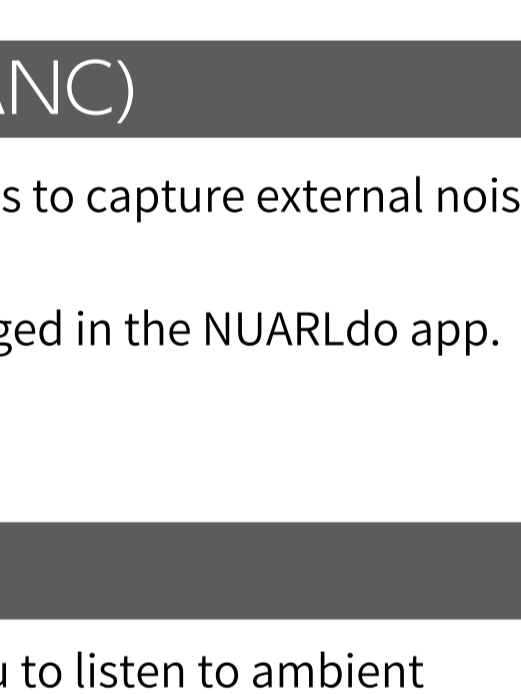 ANC)
s to capture external nois
ged in the NUARLdo app.
u to listen to ambient